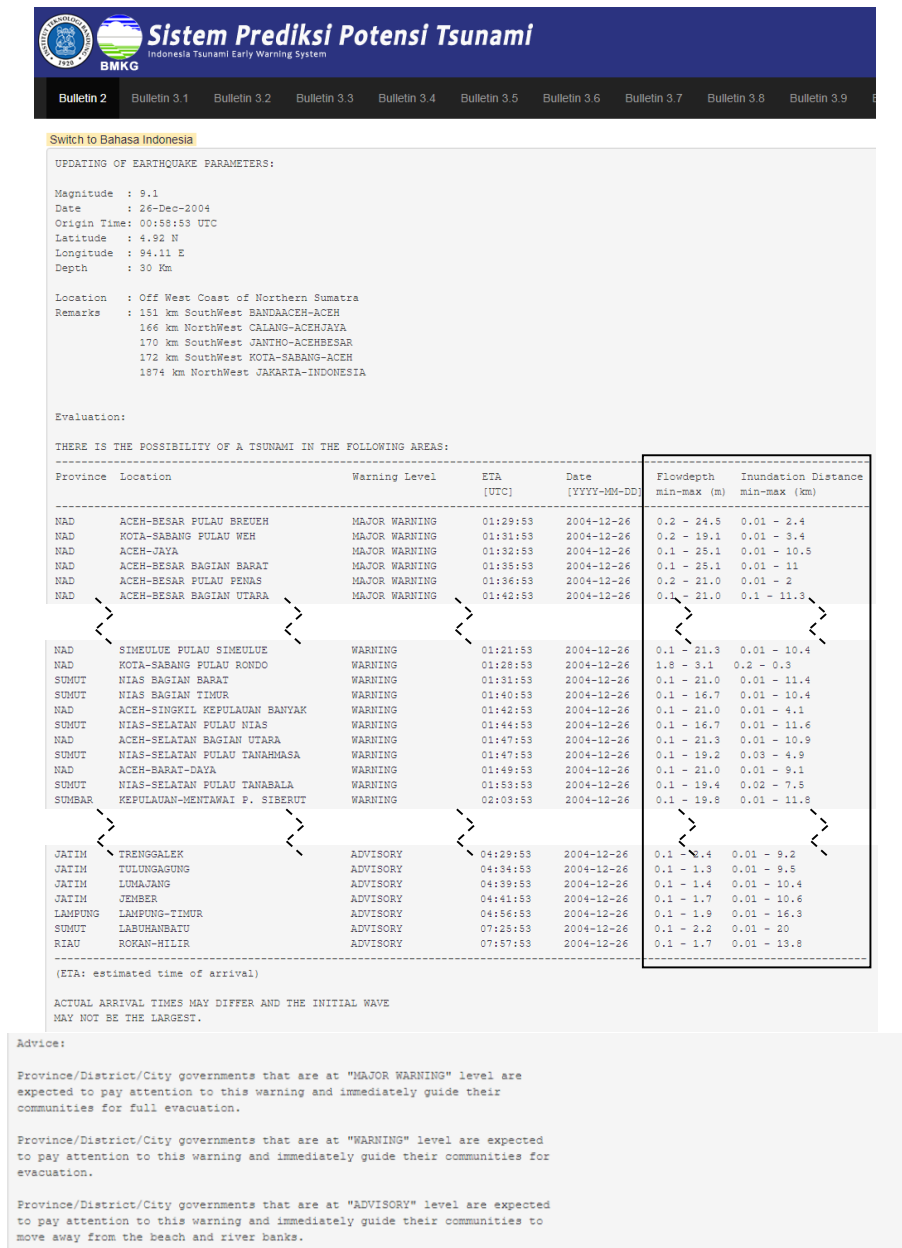 INSTITUT TEKNOLOGI BANDUNG
1920
BMKG
Sistem Prediksi Potensi Tsunami
Indonesia Tsunami Early Warning System
Bulletin 2 Bulletin 3.1 Bulletin 3.2 Bulletin 3.3 Bulletin 3.4 Bulletin 3.5 Bulletin 3.6 Bulletin 3.7 Bulletin 3.8 Bulletin 3.9
Switch to Bahasa Indonesia
UPDATING OF EARTHQUAKE PARAMETERS:
Magnitude : 9.1
Date : 26-Dec-2004
Origin Time: 00:58:53 UTC
Latitude : 4.92 N
Longitude : 94.11 E
Depth : 30 Km
Location : Off West Coast of Northern Sumatra
Remarks : 151 km SouthWest BANDAACEH-ACEH
166 km NorthWest CALANG-ACEHJAYA
170 km SouthWest JANTHO-ACEHBESAR
172 km SouthWest KOTA-SABANG-ACEH
1874 km NorthWest JAKARTA-INDONESIA
Evaluation:
THERE IS THE POSSIBILITY OF A TSUNAMI IN THE FOLLOWING AREAS:
Province Location Warning Level ETA Date Flowdepth Inundation Distance
[UTC] [YYYY-MM-DD] min-max (m) min-max (km)
NAD ACEH-BESAR PULAU BREUEH MAJOR WARNING 01:29:53 2004-12-26 0.2 - 24.5 0.01 - 2.4
NAD KOTA-SABANG PULAU WEH MAJOR WARNING 01:31:53 2004-12-26 0.2 - 19.1 0.01 - 3.4
NAD ACEH-JAYA MAJOR WARNING 01:32:53 2004-12-26 0.1 - 25.1 0.01 - 10.5
NAD ACEH-BESAR BAGIAN BARAT MAJOR WARNING 01:35:53 2004-12-26 0.1 - 25.1 0.01 - 11
NAD ACEH-BESAR PULAU PENAS MAJOR WARNING 01:36:53 2004-12-26 0.2 - 21.0 0.01 - 2
NAD ACEH-BESAR BAGIAN UTARA MAJOR WARNING 01:42:53 2004-12-26 0.1 - 21.0 0.1 - 11.3
NAD SIMEULUE PULAU SIMEULUE WARNING 01:21:53 2004-12-26 0.1 - 21.3 0.01 - 10.4
NAD KOTA-SABANG PULAU RONDO WARNING 01:28:53 2004-12-26 1.8 - 3.1 0.2 - 0.3
SUMUT NIAS BAGIAN BARAT WARNING 01:31:53 2004-12-26 0.1 - 21.0 0.01 - 11.4
SUMUT NIAS BAGIAN TIMUR WARNING 01:40:53 2004-12-26 0.1 - 16.7 0.01 - 10.4
NAD ACEH-SINGKIL KEPULAUAN BANYAK WARNING 01:42:53 2004-12-26 0.1 - 21.0 0.01 - 4.1
SUMUT NIAS-SELATAN PULAU NIAS WARNING 01:44:53 2004-12-26 0.1 - 16.7 0.01 - 11.6
NAD ACEH-SELATAN BAGIAN UTARA WARNING 01:47:53 2004-12-26 0.1 - 21.3 0.01 - 10.9
SUMUT NIAS-SELATAN PULAU TANAHMASA WARNING 01:47:53 2004-12-26 0.1 - 19.2 0.03 - 4.9
NAD ACEH-BARAT-DAYA WARNING 01:49:53 2004-12-26 0.1 - 21.0 0.01 - 9.1
SUMUT NIAS-SELATAN PULAU TANABALA WARNING 01:53:53 2004-12-26 0.1 - 19.4 0.02 - 7.5
SUMBAR KEPULAUAN-MENTAWAI P. SIBERUT WARNING 02:03:53 2004-12-26 0.1 - 19.8 0.01 - 11.8
JATIM TRENGGALEK ADVISORY 04:29:53 2004-12-26 0.1 - 2.4 0.01 - 9.2
JATIM TULUNGAGUNG ADVISORY 04:34:53 2004-12-26 0.1 - 1.3 0.01 - 9.5
JATIM LUMAJANG ADVISORY 04:39:53 2004-12-26 0.1 - 1.4 0.01 - 10.4
JATIM JEMBER ADVISORY 04:41:53 2004-12-26 0.1 - 1.7 0.01 - 10.6
LAMPUNG LAMPUNG-TIMUR ADVISORY 04:56:53 2004-12-26 0.1 - 1.9 0.01 - 16.3
SUMUT LABUHANBATU ADVISORY 07:25:53 2004-12-26 0.1 - 2.2 0.01 - 20
RIAU ROKAN-HILIR ADVISORY 07:57:53 2004-12-26 0.1 - 1.7 0.01 - 13.8
(ETA: estimated time of arrival)
ACTUAL ARRIVAL TIMES MAY DIFFER AND THE INITIAL WAVE
MAY NOT BE THE LARGEST.
Advice:
Province/District/City governments that are at "MAJOR WARNING" level are
expected to pay attention to this warning and immediately guide their
communities for full evacuation.
Province/District/City governments that are at "WARNING" level are expected
to pay attention to this warning and immediately guide their communities for
evacuation.
Province/District/City governments that are at "ADVISORY" level are expected
to pay attention to this warning and immediately guide their communities to
move away from the beach and river banks.